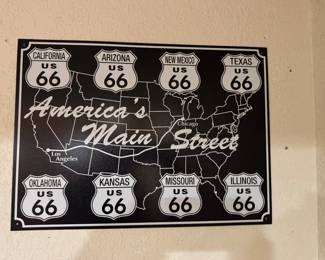 CALIFORNIA
US
66
ARIZONA
US
66
NEW MEXICO
US
66
TEXAS
US
66
America's
Main Street
Chicago
Los
Angeles
OKLAHOMA
US
66
KANSAS
US
66
MISSOURI
US
66
ILLINOIS
US
66